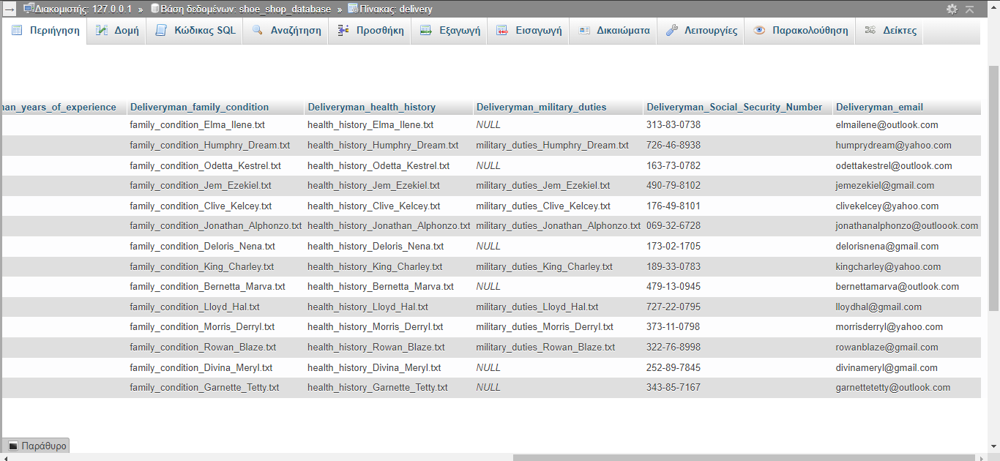 Διακομιστής: 127.0.0.1 » Βάση δεδομένων: shoe_shop_database » Πίνακας: delivery
Περιήγηση Δομή Κώδικας SQL Αναζήτηση Προσθήκη Εξαγωγή Εισαγωγή Δικαιώματα Λειτουργίες Παρακολούθηση Δείκτες
man_years_of_experience Deliveryman_family_condition Deliveryman_health_history Deliveryman_military_duties Deliveryman_Social_Security_Number Deliveryman_email
family_condition_Elma_Ilene.txt health_history_Elma_Ilene.txt NULL 313-83-0738 elmailene@outlook.com
family_condition_Humphry_Dream.txt health_history_Humphry_Dream.txt military_duties_Humphry_Dream.txt 726-46-8938 humprydream@yahoo.com
family_condition_Odetta_Kestrel.txt health_history_Odetta_Kestrel.txt NULL 163-73-0782 odettakestrel@outlook.com
family_condition_Jem_Ezekiel.txt health_history_Jem_Ezekiel.txt military_duties_Jem_Ezekiel.txt 490-79-8102 jemezekiel@gmail.com
family_condition_Clive_Kelcey.txt health_history_Clive_Kelcey.txt military_duties_Clive_Kelcey.txt 176-49-8101 clivekelcey@yahoo.com
family_condition_Jonathan_Alphonzo.txt health_history_Jonathan_Alphonzo.txt military_duties_Jonathan_Alphonzo.txt 069-32-6728 jonathanalphonzo@outloook.com
family_condition_Deloris_Nena.txt health_history_Deloris_Nena.txt NULL 173-02-1705 delorisnena@gmail.com
family_condition_King_Charley.txt health_history_King_Charley.txt military_duties_King_Charley.txt 189-33-0783 kingcharley@yahoo.com
family_condition_Bernetta_Marva.txt health_history_Bernetta_Marva.txt NULL 479-13-0945 bernettamarva@outlook.com
family_condition_Lloyd_Hal.txt health_history_Lloyd_Hal.txt military_duties_Lloyd_Hal.txt 727-22-0795 lloydhal@gmail.com
family_condition_Morris_Derryl.txt health_history_Morris_Derryl.txt military_duties_Morris_Derryl.txt 373-11-0798 morrisderryl@yahoo.com
family_condition_Rowan_Blaze.txt health_history_Rowan_Blaze.txt military_duties_Rowan_Blaze.txt 322-76-8998 rowanblaze@gmail.com
family_condition_Divina_Meryl.txt health_history_Divina_Meryl.txt NULL 252-89-7845 divinameryl@gmail.com
family_condition_Garnette_Tetty.txt health_history_Garnette_Tetty.txt NULL 343-85-7167 garnettetetty@outlook.com
Παράθυρο